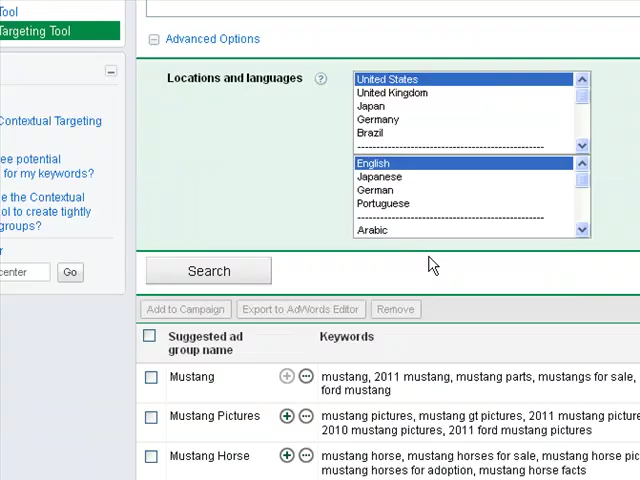 Tool
Targeting Tool
Advanced Options
Locations and languages ?
United States
United Kingdom
Japan
Germany
Brazil
--------------------------------------------
English
Japanese
German
Portuguese
--------------------------------------------
Arabic
Contextual Targeting
ee potential
for my keywords?
e the Contextual
ol to create tightly
groups?
r
center Go
Search
Add to Campaign Export to AdWords Editor Remove
Suggested ad group name Keywords
Mustang mustang, 2011 mustang, mustang parts, mustangs for sale,
ford mustang
Mustang Pictures mustang pictures, mustang gt pictures, 2011 mustang picture
2010 mustang pictures, 2011 ford mustang pictures
Mustang Horse mustang horse, mustang horses for sale, mustang horse pic
mustang horses for adoption, mustang horse facts